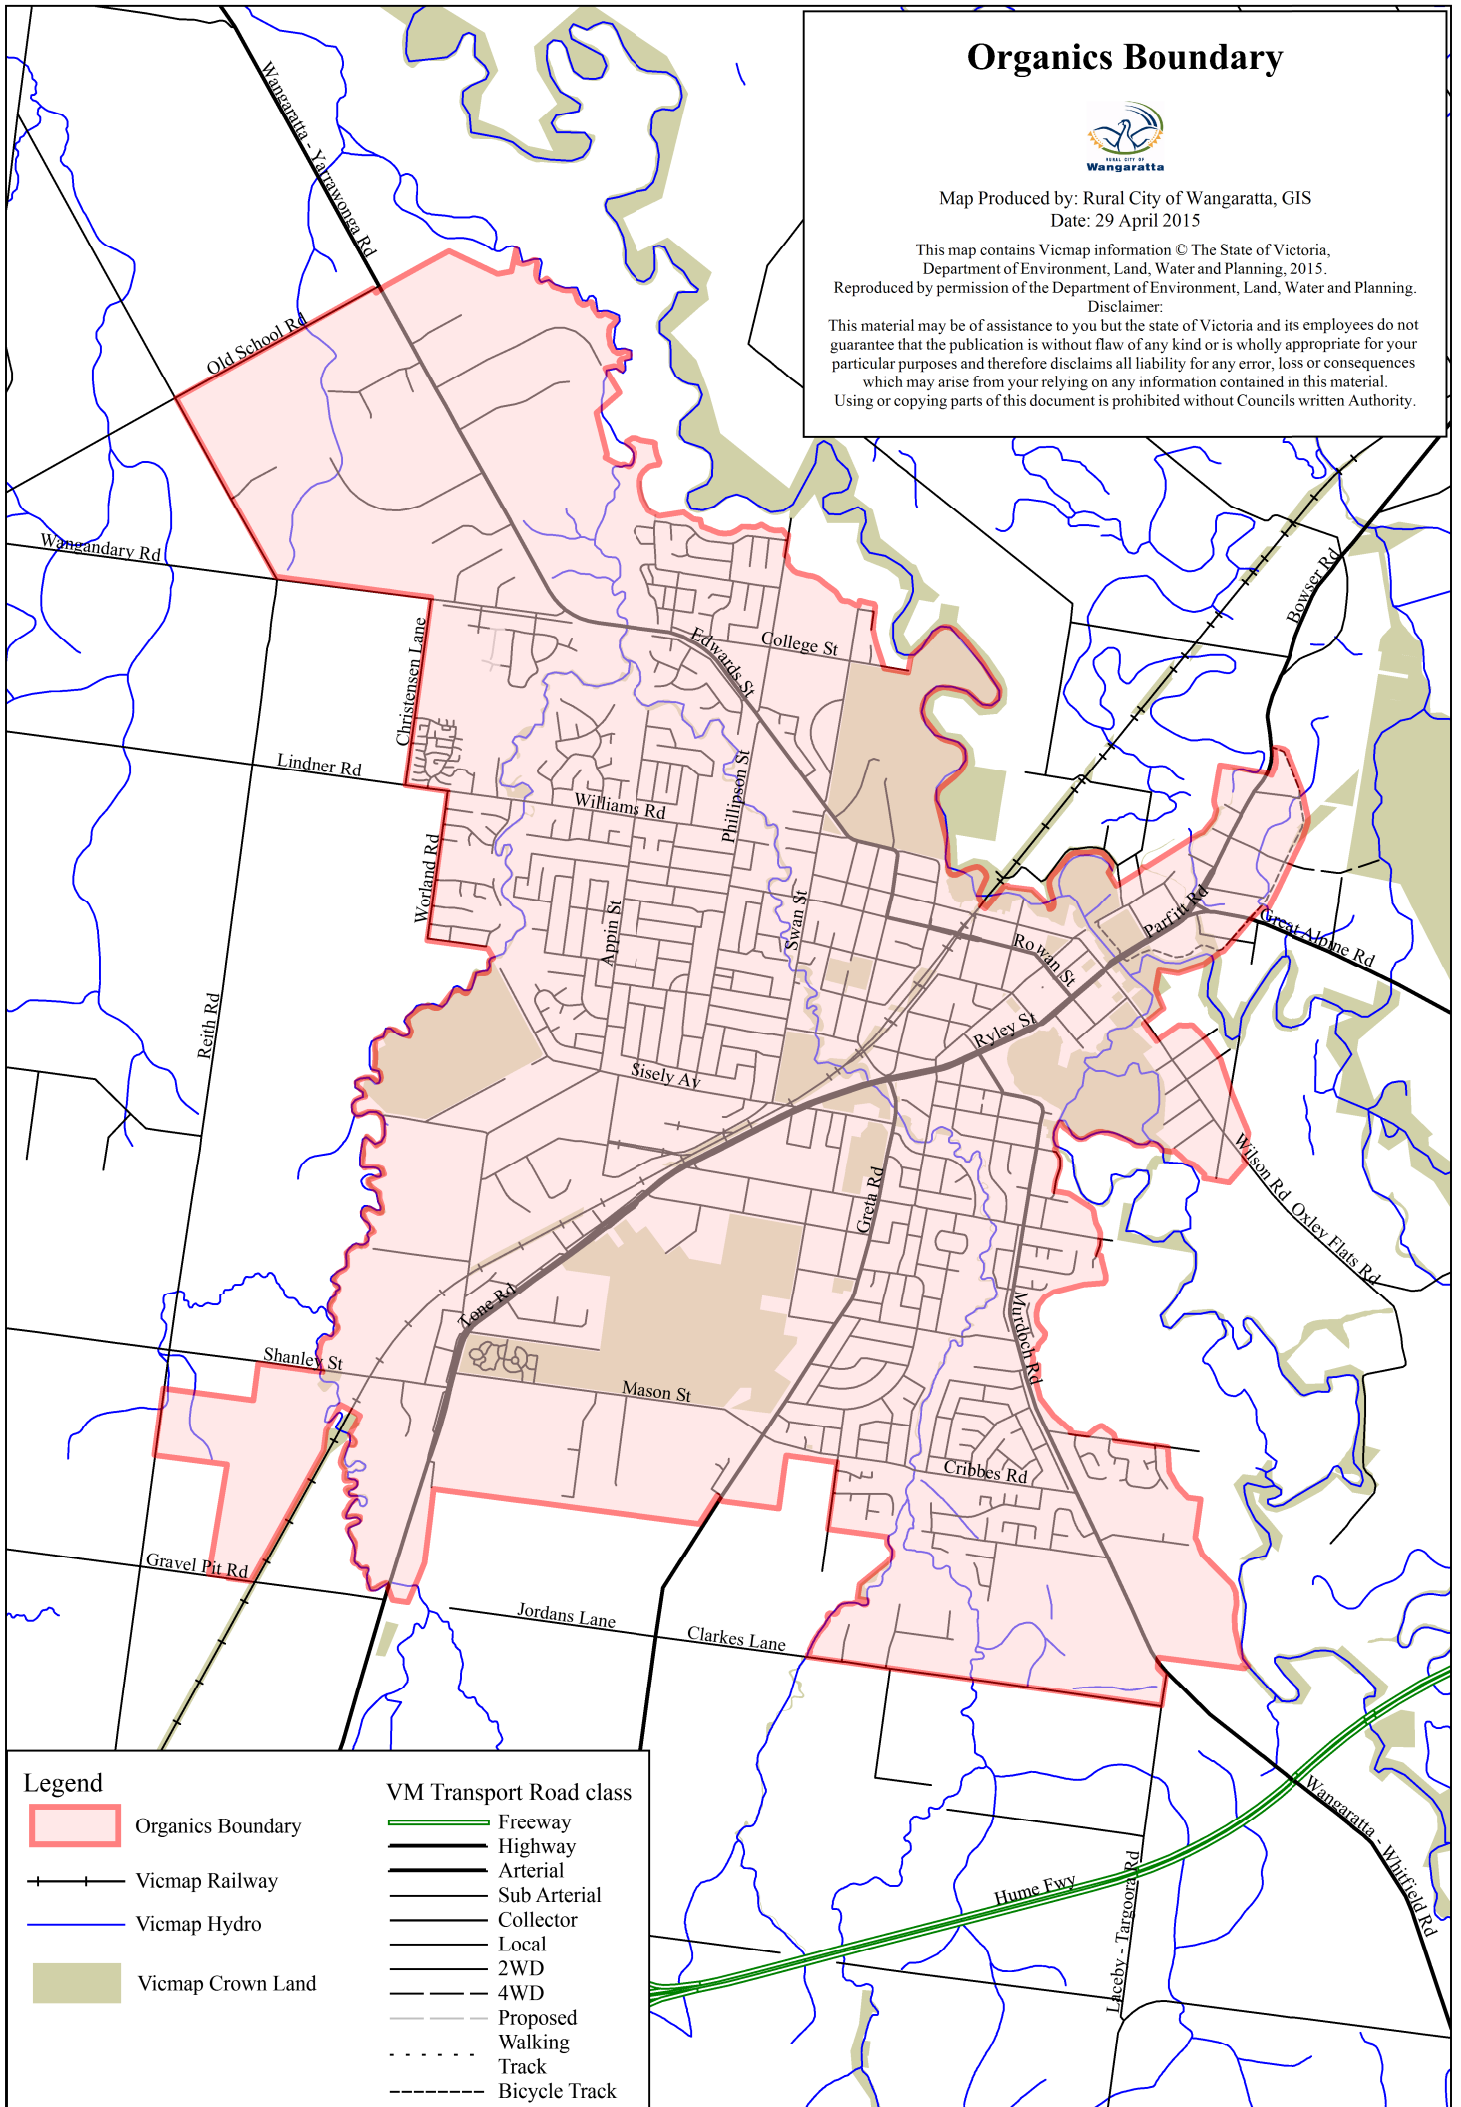 Organics Boundary
RURAL CITY OF
Wangaratta
Map Produced by: Rural City of Wangaratta, GIS
Date: 29 April 2015
This map contains Vicmap information © The State of Victoria,
Department of Environment, Land, Water and Planning, 2015.
Reproduced by permission of the Department of Environment, Land, Water and Planning.
Disclaimer:
This material may be of assistance to you but the state of Victoria and its employees do not
guarantee that the publication is without flaw of any kind or is wholly appropriate for your
particular purposes and therefore disclaims all liability for any error, loss or consequences
which may arise from your relying on any information contained in this material.
Using or copying parts of this document is prohibited without Councils written Authority.
Wangaratta - Yarrawonga Rd
Old School Rd
Wangandary Rd
Bowser Rd
Christensen Lane
Edwards St
College St
Lindner Rd
Williams Rd
Phillipson St
Worland Rd
Appin St
Swan St
Parfitt Rd
Great Alpine Rd
Rowan St
Reith Rd
Ryley St
Sisely Av
Wilson Rd
Oxley Flats Rd
Greta Rd
Tone Rd
Murdoch Rd
Shanley St
Mason St
Cribbes Rd
Gravel Pit Rd
Jordans Lane
Clarkes Lane
Wangaratta - Whitfield Rd
Hume Fwy
Laceby - Targoora Rd
Legend
Organics Boundary
Vicmap Railway
Vicmap Hydro
Vicmap Crown Land
VM Transport Road class
Freeway
Highway
Arterial
Sub Arterial
Collector
Local
2WD
4WD
Proposed
Walking
Track
Bicycle Track